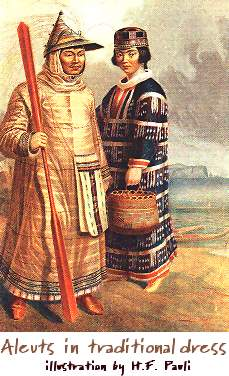 Aleuts in traditional dress
illustration by H.F. Pauli